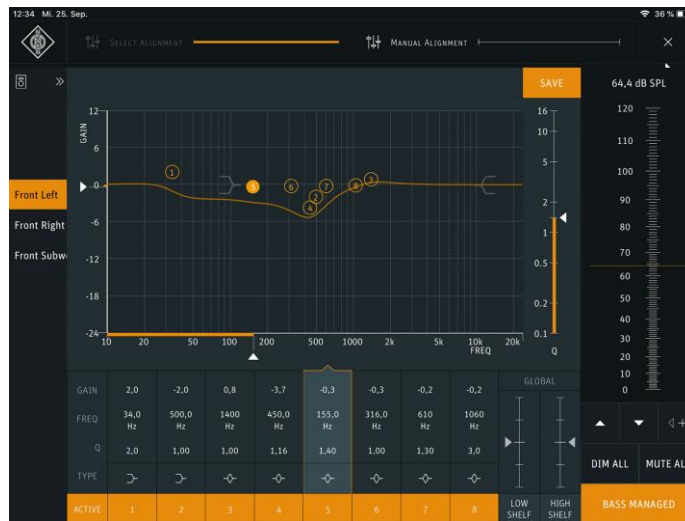 12:34 Mi. 25. Sep. 36 %
SELECT ALIGNMENT MANUAL ALIGNMENT
SAVE 64,4 dB SPL
Front Left
Front Right
Front Subw
GAIN
12
6
0
-6
-12
-18
-24
10 20 50 100 200 500 1000 2k 5k 10k 20k
FREQ
1 5 6 7 2 4 8 3
16
10
5
2
1
0.5
0.2
0.1
Q
120
110
100
90
80
70
60
50
40
30
20
10
0
GAIN 2,0 -2,0 0,8 -3,7 -0,3 -0,3 -0,2 -0,2
FREQ 34,0 Hz 500,0 Hz 1400 Hz 450,0 Hz 155,0 Hz 316,0 Hz 610 Hz 1060 Hz
Q 2,0 1,00 1,00 1,16 1,40 1,00 1,30 3,0
TYPE
ACTIVE 1 2 3 4 5 6 7 8
GLOBAL
LOW SHELF HIGH SHELF
DIM ALL MUTE AL
BASS MANAGED